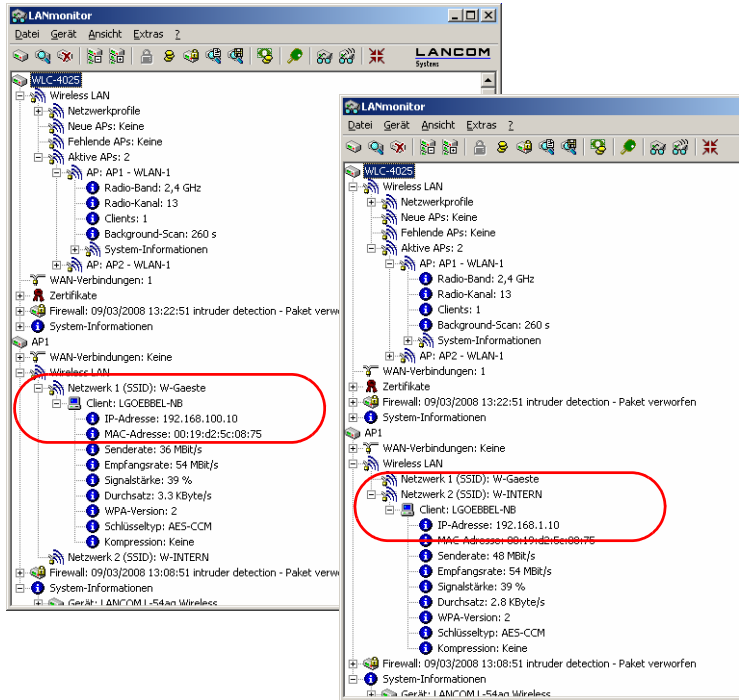 LANmonitor
Datei Gerät Ansicht Extras ?
LANCOM
Systems
WLC-4025
Wireless LAN
Netzwerkprofile
Neue APs: Keine
Fehlende APs: Keine
Aktive APs: 2
AP: AP1 - WLAN-1
Radio-Band: 2,4 GHz
Radio-Kanal: 13
Clients: 1
Background-Scan: 260 s
System-Informationen
AP: AP2 - WLAN-1
WAN-Verbindungen: 1
Zertifikate
Firewall: 09/03/2008 13:22:51 intruder detection - Paket verw
System-Informationen
AP1
WAN-Verbindungen: Keine
Wireless LAN
Netzwerk 1 (SSID): W-Gaeste
Client: LGOEBBEL-NB
IP-Adresse: 192.168.100.10
MAC-Adresse: 00:19:d2:5c:08:75
Senderate: 36 MBit/s
Empfangsrate: 54 MBit/s
Signalstärke: 39 %
Durchsatz: 3.3 KByte/s
WPA-Version: 2
Schlüsseltyp: AES-CCM
Kompression: Keine
Netzwerk 2 (SSID): W-INTERN
Firewall: 09/03/2008 13:08:51 intruder detection - Paket verw
System-Informationen
Gerät: LANCOM L-54ag Wireless
LANmonitor
Datei Gerät Ansicht Extras ?
WLC-4025
Wireless LAN
Netzwerkprofile
Neue APs: Keine
Fehlende APs: Keine
Aktive APs: 2
AP: AP1 - WLAN-1
Radio-Band: 2,4 GHz
Radio-Kanal: 13
Clients: 1
Background-Scan: 260 s
System-Informationen
AP: AP2 - WLAN-1
WAN-Verbindungen: 1
Zertifikate
Firewall: 09/03/2008 13:22:51 intruder detection - Paket verworfen
System-Informationen
AP1
WAN-Verbindungen: Keine
Wireless LAN
Netzwerk 1 (SSID): W-Gaeste
Netzwerk 2 (SSID): W-INTERN
Client: LGOEBBEL-NB
IP-Adresse: 192.168.1.10
MAC-Adresse: 00:19:d2:5c:08:75
Senderate: 48 MBit/s
Empfangsrate: 54 MBit/s
Signalstärke: 39 %
Durchsatz: 2.8 KByte/s
WPA-Version: 2
Schlüsseltyp: AES-CCM
Kompression: Keine
Firewall: 09/03/2008 13:08:51 intruder detection - Paket verworfen
System-Informationen
Gerät: LANCOM L-54ag Wireless